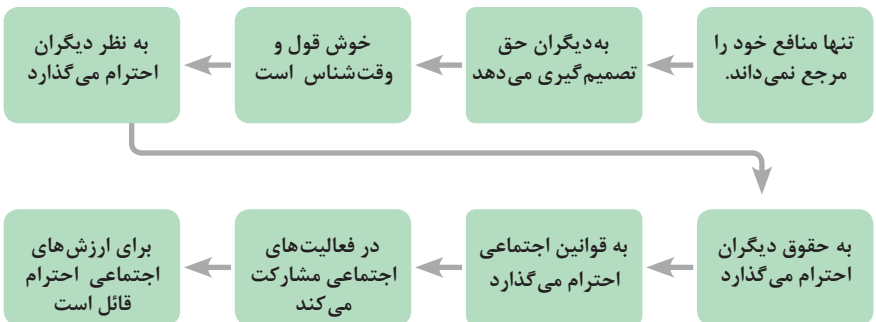 تنها منافع خود را
مرجع نمی‌داند.
به‌دیگران حق
تصمیم‌گیری می‌دهد
خوش قول و
وقت‌شناس است
به نظر دیگران
احترام می‌گذارد
به حقوق دیگران
احترام می‌گذارد
به قوانین اجتماعی
احترام می‌گذارد
در فعالیت‌های
اجتماعی مشارکت
می‌کند
برای ارزش‌های
اجتماعی احترام
قائل است